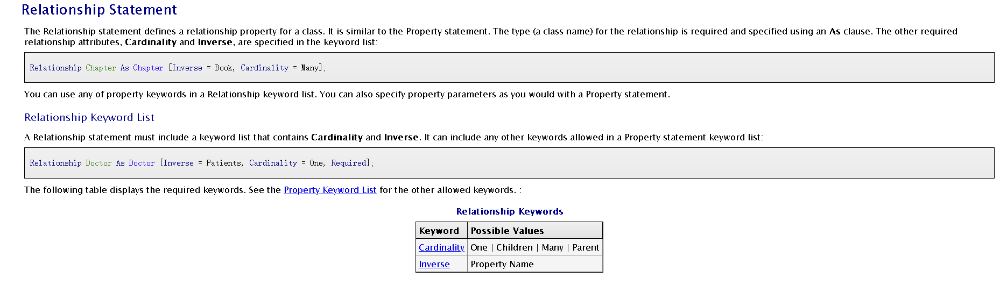 Relationship Statement
The Relationship statement defines a relationship property for a class. It is similar to the Property statement. The type (a class name) for the relationship is required and specified using an As clause. The other required
relationship attributes, Cardinality and Inverse, are specified in the keyword list:
Relationship Chapter As Chapter [Inverse = Book, Cardinality = Many];
You can use any of property keywords in a Relationship keyword list. You can also specify property parameters as you would with a Property statement.
Relationship Keyword List
A Relationship statement must include a keyword list that contains Cardinality and Inverse. It can include any other keywords allowed in a Property statement keyword list:
Relationship Doctor As Doctor [Inverse = Patients, Cardinality = One, Required];
The following table displays the required keywords. See the Property Keyword List for the other allowed keywords. :
Relationship Keywords
Keyword Possible Values
Cardinality One | Children | Many | Parent
Inverse Property Name